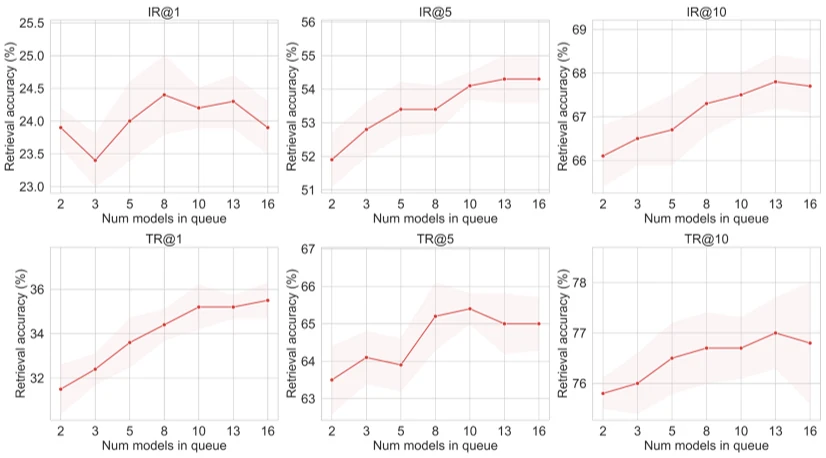 IR@1
Retrieval accuracy (%)
25.5
25.0
24.5
24.0
23.5
23.0
2 3 5 8 10 13 16
Num models in queue
IR@5
Retrieval accuracy (%)
56
55
54
53
52
51
2 3 5 8 10 13 16
Num models in queue
IR@10
Retrieval accuracy (%)
69
68
67
66
2 3 5 8 10 13 16
Num models in queue
TR@1
Retrieval accuracy (%)
36
34
32
2 3 5 8 10 13 16
Num models in queue
TR@5
Retrieval accuracy (%)
67
66
65
64
63
2 3 5 8 10 13 16
Num models in queue
TR@10
Retrieval accuracy (%)
78
77
76
2 3 5 8 10 13 16
Num models in queue